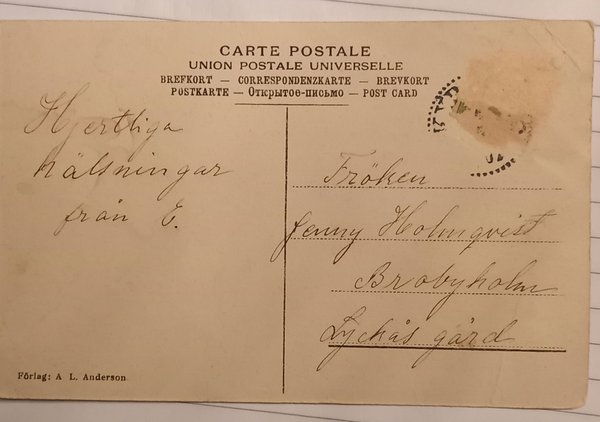 CARTE POSTALE
UNION POSTALE UNIVERSELLE
BREFKORT — CORRESPONDENZKARTE — BREVKORT
POSTKARTE — Открытое-письмо — POST CARD
Hjertliga
hälsningar
från E.
Fröken
Jenny Holmqvist
Brobyholm
Lyckås gård
Förlag: A. L. Anderson